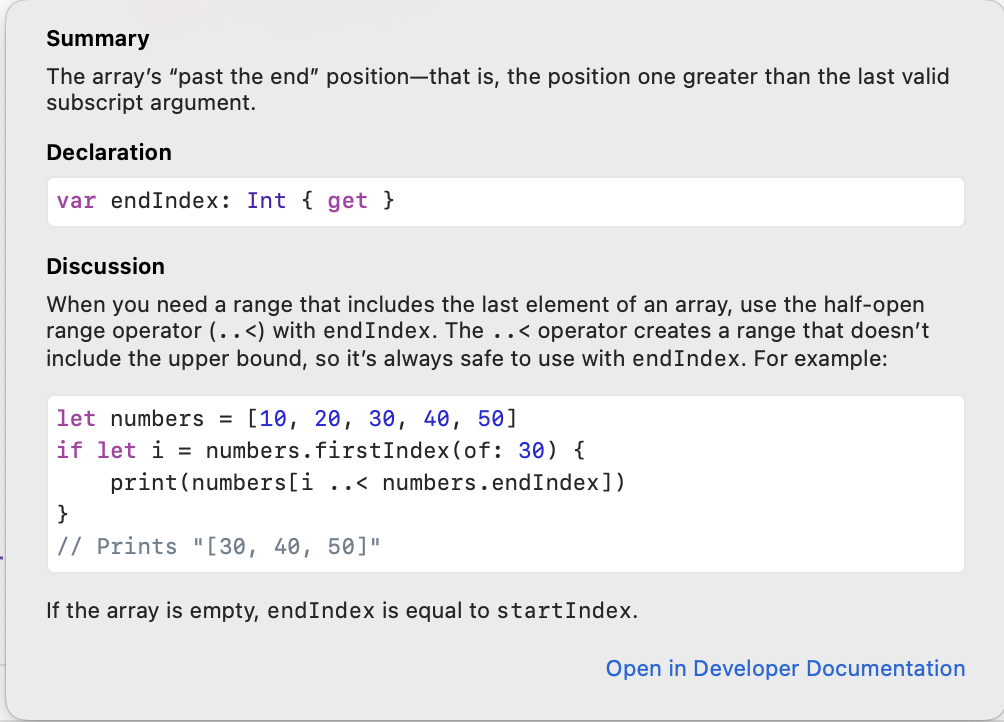 Summary
The array’s “past the end” position—that is, the position one greater than the last valid
subscript argument.
Declaration
var endIndex: Int { get }
Discussion
When you need a range that includes the last element of an array, use the half-open
range operator (..<) with endIndex. The ..< operator creates a range that doesn’t
include the upper bound, so it’s always safe to use with endIndex. For example:
let numbers = [10, 20, 30, 40, 50]
if let i = numbers.firstIndex(of: 30) {
    print(numbers[i ..< numbers.endIndex])
}
// Prints "[30, 40, 50]"
If the array is empty, endIndex is equal to startIndex.
Open in Developer Documentation